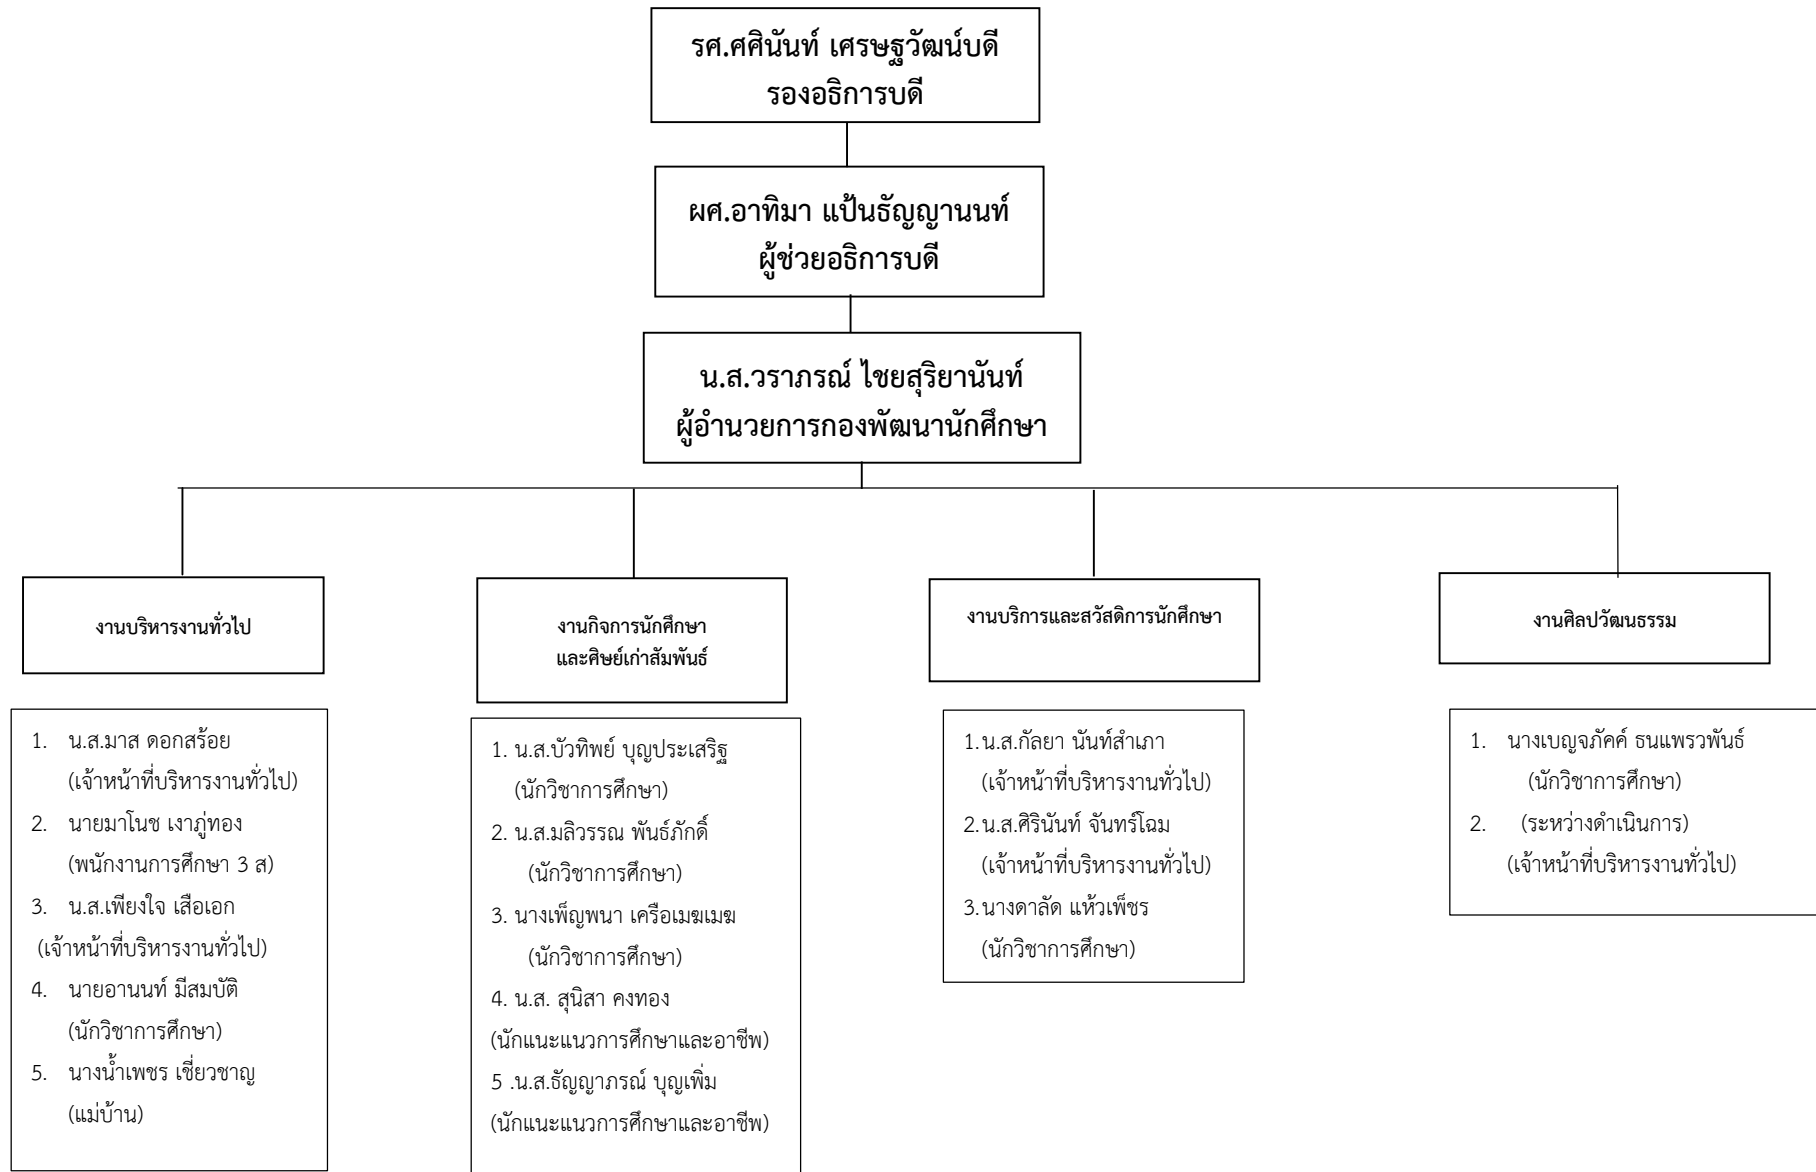 รศ.ศศินันท์ เศรษฐวัฒน์บดี
รองอธิการบดี
ผศ.อาทิมา แป้นธัญญานนท์
ผู้ช่วยอธิการบดี
น.ส.วราภรณ์ ไชยสุริยานันท์
ผู้อำนวยการกองพัฒนานักศึกษา
งานบริหารงานทั่วไป
1. น.ส.มาส ดอกสร้อย
(เจ้าหน้าที่บริหารงานทั่วไป)
2. นายมาโนช เงาภู่ทอง
(พนักงานการศึกษา 3 ส)
3. น.ส.เพียงใจ เสือเอก
(เจ้าหน้าที่บริหารงานทั่วไป)
4. นายอานนท์ มีสมบัติ
(นักวิชาการศึกษา)
5. นางน้ำเพชร เชี่ยวชาญ
(แม่บ้าน)
งานกิจการนักศึกษา
และศิษย์เก่าสัมพันธ์
1. น.ส.บัวทิพย์ บุญประเสริฐ
(นักวิชาการศึกษา)
2. น.ส.มลิวรรณ พันธ์ภักดิ์
(นักวิชาการศึกษา)
3. นางเพ็ญพนา เครือเมฆเมฆ
(นักวิชาการศึกษา)
4. น.ส. สุนิสา คงทอง
(นักแนะแนวการศึกษาและอาชีพ)
5 .น.ส.ธัญญาภรณ์ บุญเพิ่ม
(นักแนะแนวการศึกษาและอาชีพ)
งานบริการและสวัสดิการนักศึกษา
1.น.ส.กัลยา นันท์สำเภา
(เจ้าหน้าที่บริหารงานทั่วไป)
2.น.ส.ศิรินันท์ จันทร์โฉม
(เจ้าหน้าที่บริหารงานทั่วไป)
3.นางดาลัด แห้วเพ็ชร
(นักวิชาการศึกษา)
งานศิลปวัฒนธรรม
1. นางเบญจภัคค์ ธนแพรวพันธ์
(นักวิชาการศึกษา)
2. (ระหว่างดำเนินการ)
(เจ้าหน้าที่บริหารงานทั่วไป)